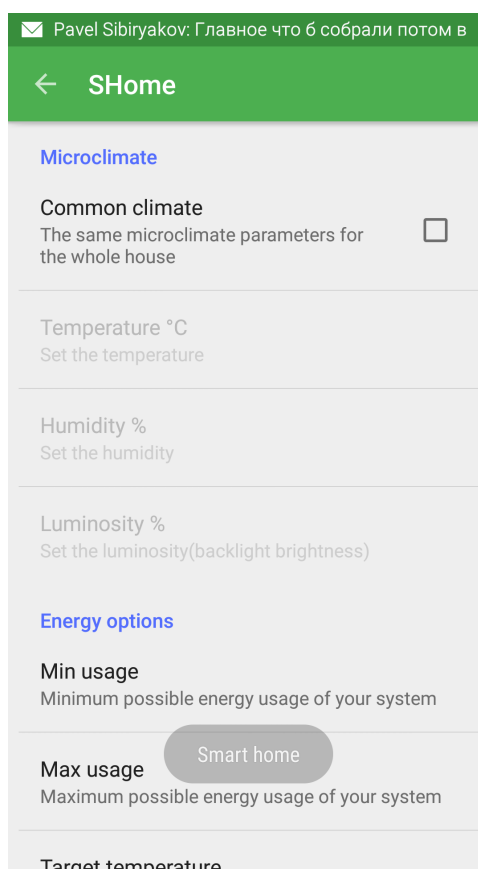 Pavel Sibiryakov: Главное что б собрали потом в
SHome
Microclimate
Common climate
The same microclimate parameters for
the whole house
Temperature °C
Set the temperature
Humidity %
Set the humidity
Luminosity %
Set the luminosity(backlight brightness)
Energy options
Min usage
Minimum possible energy usage of your system
Smart home
Max usage
Maximum possible energy usage of your system
Target temperature